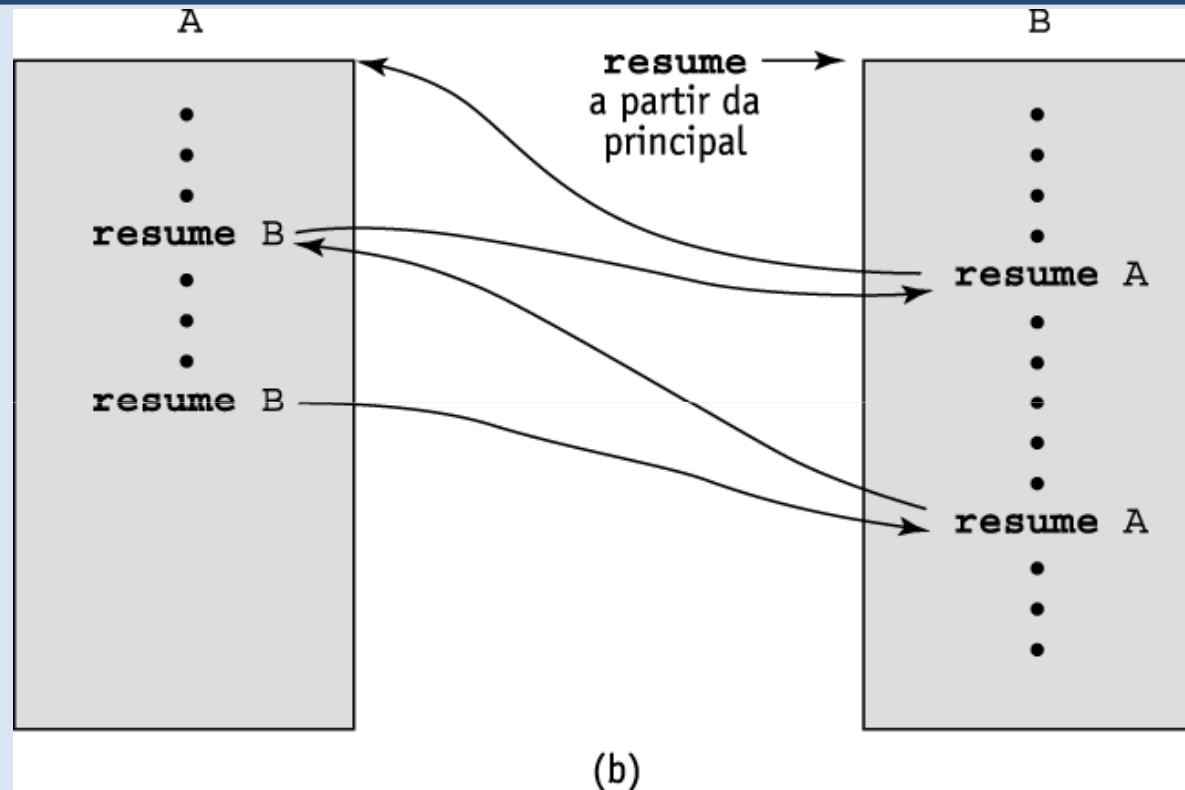 A
B
resume
a partir da
principal
resume B
resume A
resume B
resume A
(b)